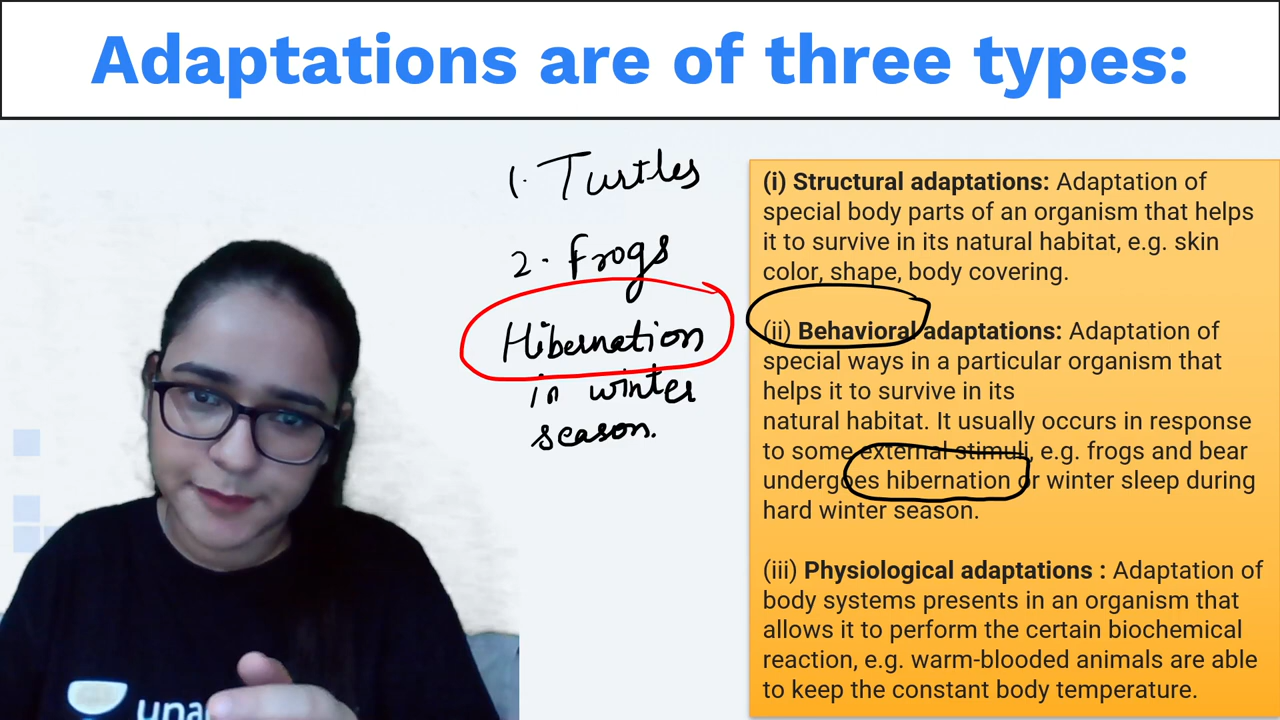 Adaptations are of three types:
1. Turtles
2. frogs
Hibernation
in winter
season.
(i) Structural adaptations: Adaptation of
special body parts of an organism that helps
it to survive in its natural habitat, e.g. skin
color, shape, body covering.
(ii) Behavioral adaptations: Adaptation of
special ways in a particular organism that
helps it to survive in its
natural habitat. It usually occurs in response
to some external stimuli, e.g. frogs and bear
undergoes hibernation or winter sleep during
hard winter season.
(iii) Physiological adaptations : Adaptation of
body systems presents in an organism that
allows it to perform the certain biochemical
reaction, e.g. warm-blooded animals are able
to keep the constant body temperature.